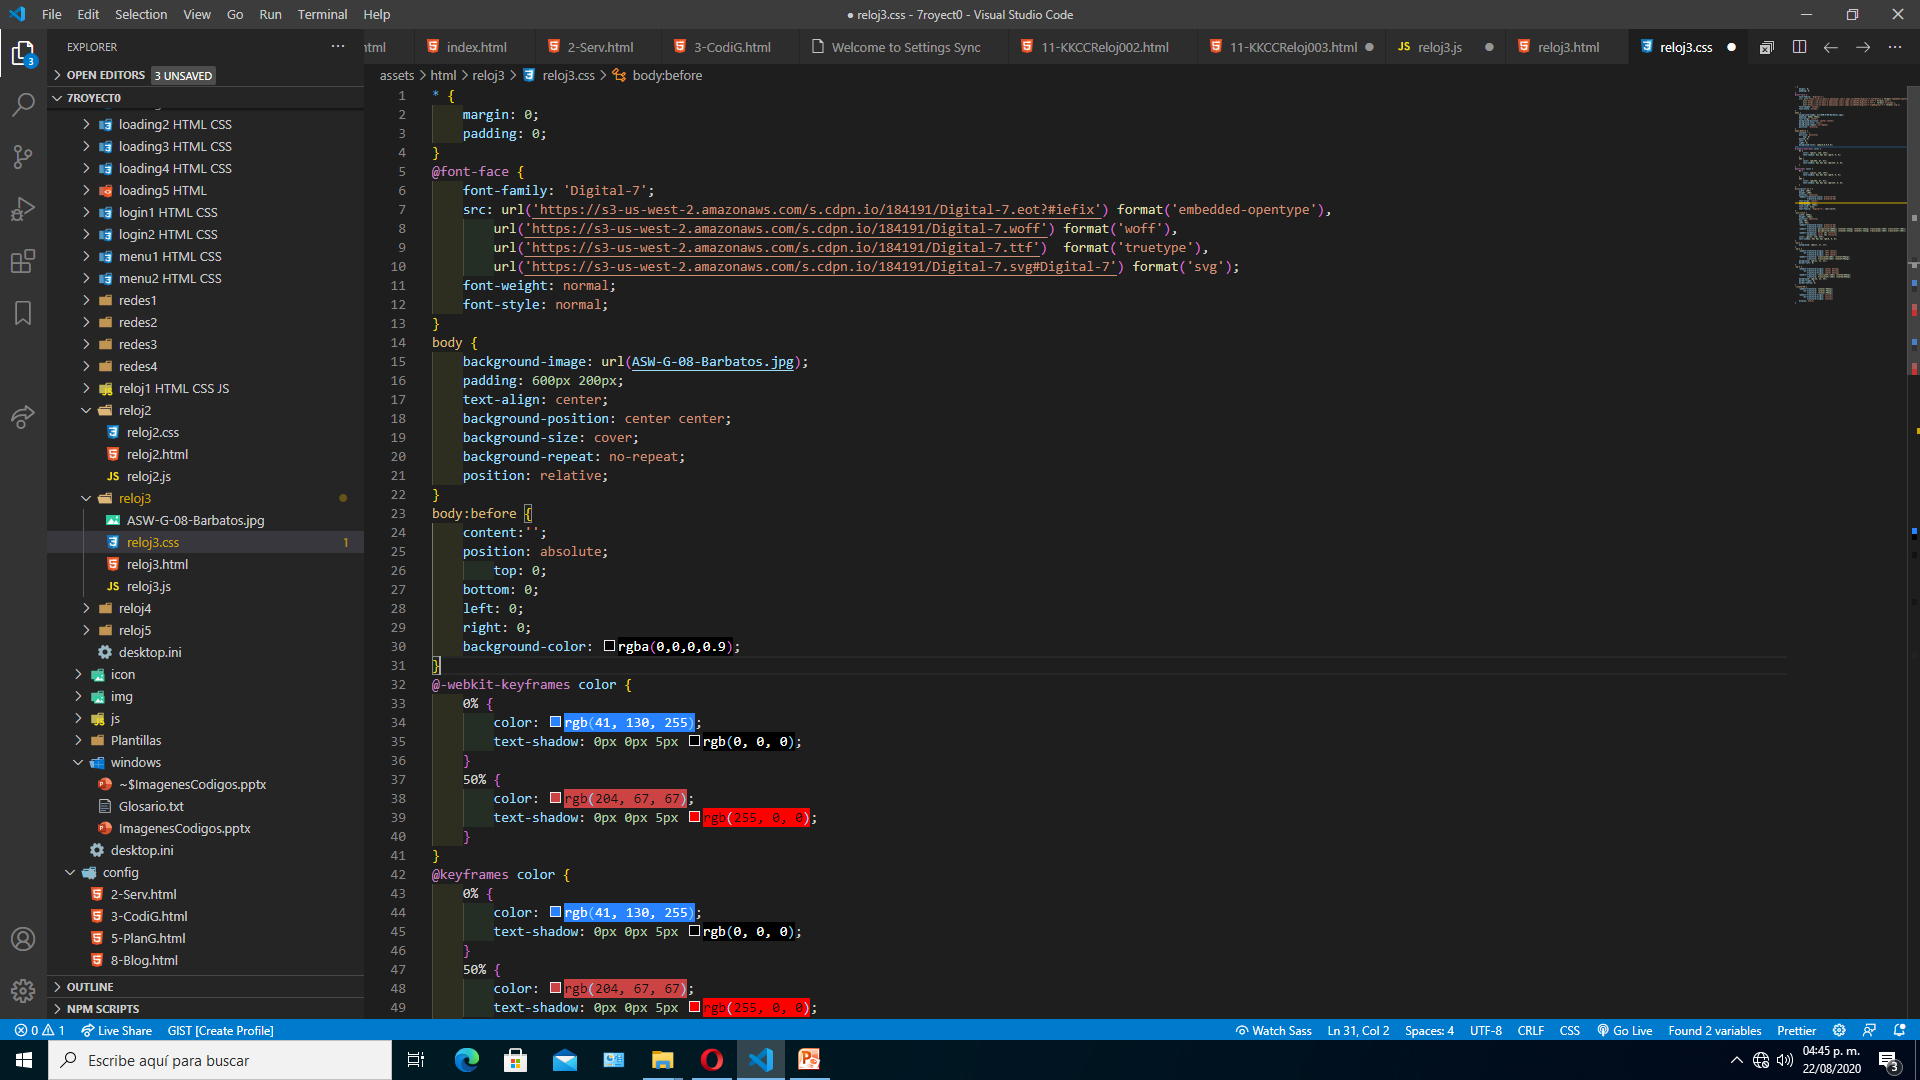 File Edit Selection View Go Run Terminal Help
● reloj3.css - 7royect0 - Visual Studio Code
EXPLORER
OPEN EDITORS 3 UNSAVED
7ROYECT0
loading2 HTML CSS
loading3 HTML CSS
loading4 HTML CSS
loading5 HTML
login1 HTML CSS
login2 HTML CSS
menu1 HTML CSS
menu2 HTML CSS
redes1
redes2
redes3
redes4
reloj1 HTML CSS JS
reloj2
reloj2.css
reloj2.html
JS reloj2.js
reloj3
ASW-G-08-Barbatos.jpg
reloj3.css 1
reloj3.html
JS reloj3.js
reloj4
reloj5
desktop.ini
icon
img
js
Plantillas
windows
~$ImagenesCodigos.pptx
Glosario.txt
ImagenesCodigos.pptx
desktop.ini
config
2-Serv.html
3-CodiG.html
5-PlanG.html
8-Blog.html
OUTLINE
NPM SCRIPTS
html index.html 2-Serv.html 3-CodiG.html Welcome to Settings Sync 11-KKCCReloj002.html 11-KKCCReloj003.html ● JS reloj3.js ● reloj3.html reloj3.css ●
assets > html > reloj3 > reloj3.css > body:before
1 * {
2 margin: 0;
3 padding: 0;
4 }
5 @font-face {
6 font-family: 'Digital-7';
7 src: url('https://s3-us-west-2.amazonaws.com/s.cdpn.io/184191/Digital-7.eot?#iefix') format('embedded-opentype'),
8 url('https://s3-us-west-2.amazonaws.com/s.cdpn.io/184191/Digital-7.woff') format('woff'),
9 url('https://s3-us-west-2.amazonaws.com/s.cdpn.io/184191/Digital-7.ttf')  format('truetype'),
10 url('https://s3-us-west-2.amazonaws.com/s.cdpn.io/184191/Digital-7.svg#Digital-7') format('svg');
11 font-weight: normal;
12 font-style: normal;
13 }
14 body {
15 background-image: url(ASW-G-08-Barbatos.jpg);
16 padding: 600px 200px;
17 text-align: center;
18 background-position: center center;
19 background-size: cover;
20 background-repeat: no-repeat;
21 position: relative;
22 }
23 body:before {
24 content:'';
25 position: absolute;
26 top: 0;
27 bottom: 0;
28 left: 0;
29 right: 0;
30 background-color: rgba(0,0,0,0.9);
31 }
32 @-webkit-keyframes color {
33 0% {
34 color: rgb(41, 130, 255);
35 text-shadow: 0px 0px 5px rgb(0, 0, 0);
36 }
37 50% {
38 color: rgb(204, 67, 67);
39 text-shadow: 0px 0px 5px rgb(255, 0, 0);
40 }
41 }
42 @keyframes color {
43 0% {
44 color: rgb(41, 130, 255);
45 text-shadow: 0px 0px 5px rgb(0, 0, 0);
46 }
47 50% {
48 color: rgb(204, 67, 67);
49 text-shadow: 0px 0px 5px rgb(255, 0, 0);
0 1 Live Share GIST [Create Profile]
Watch Sass Ln 31, Col 2 Spaces: 4 UTF-8 CRLF CSS Go Live Found 2 variables Prettier
Escribe aquí para buscar
04:45 p. m.
22/08/2020
3